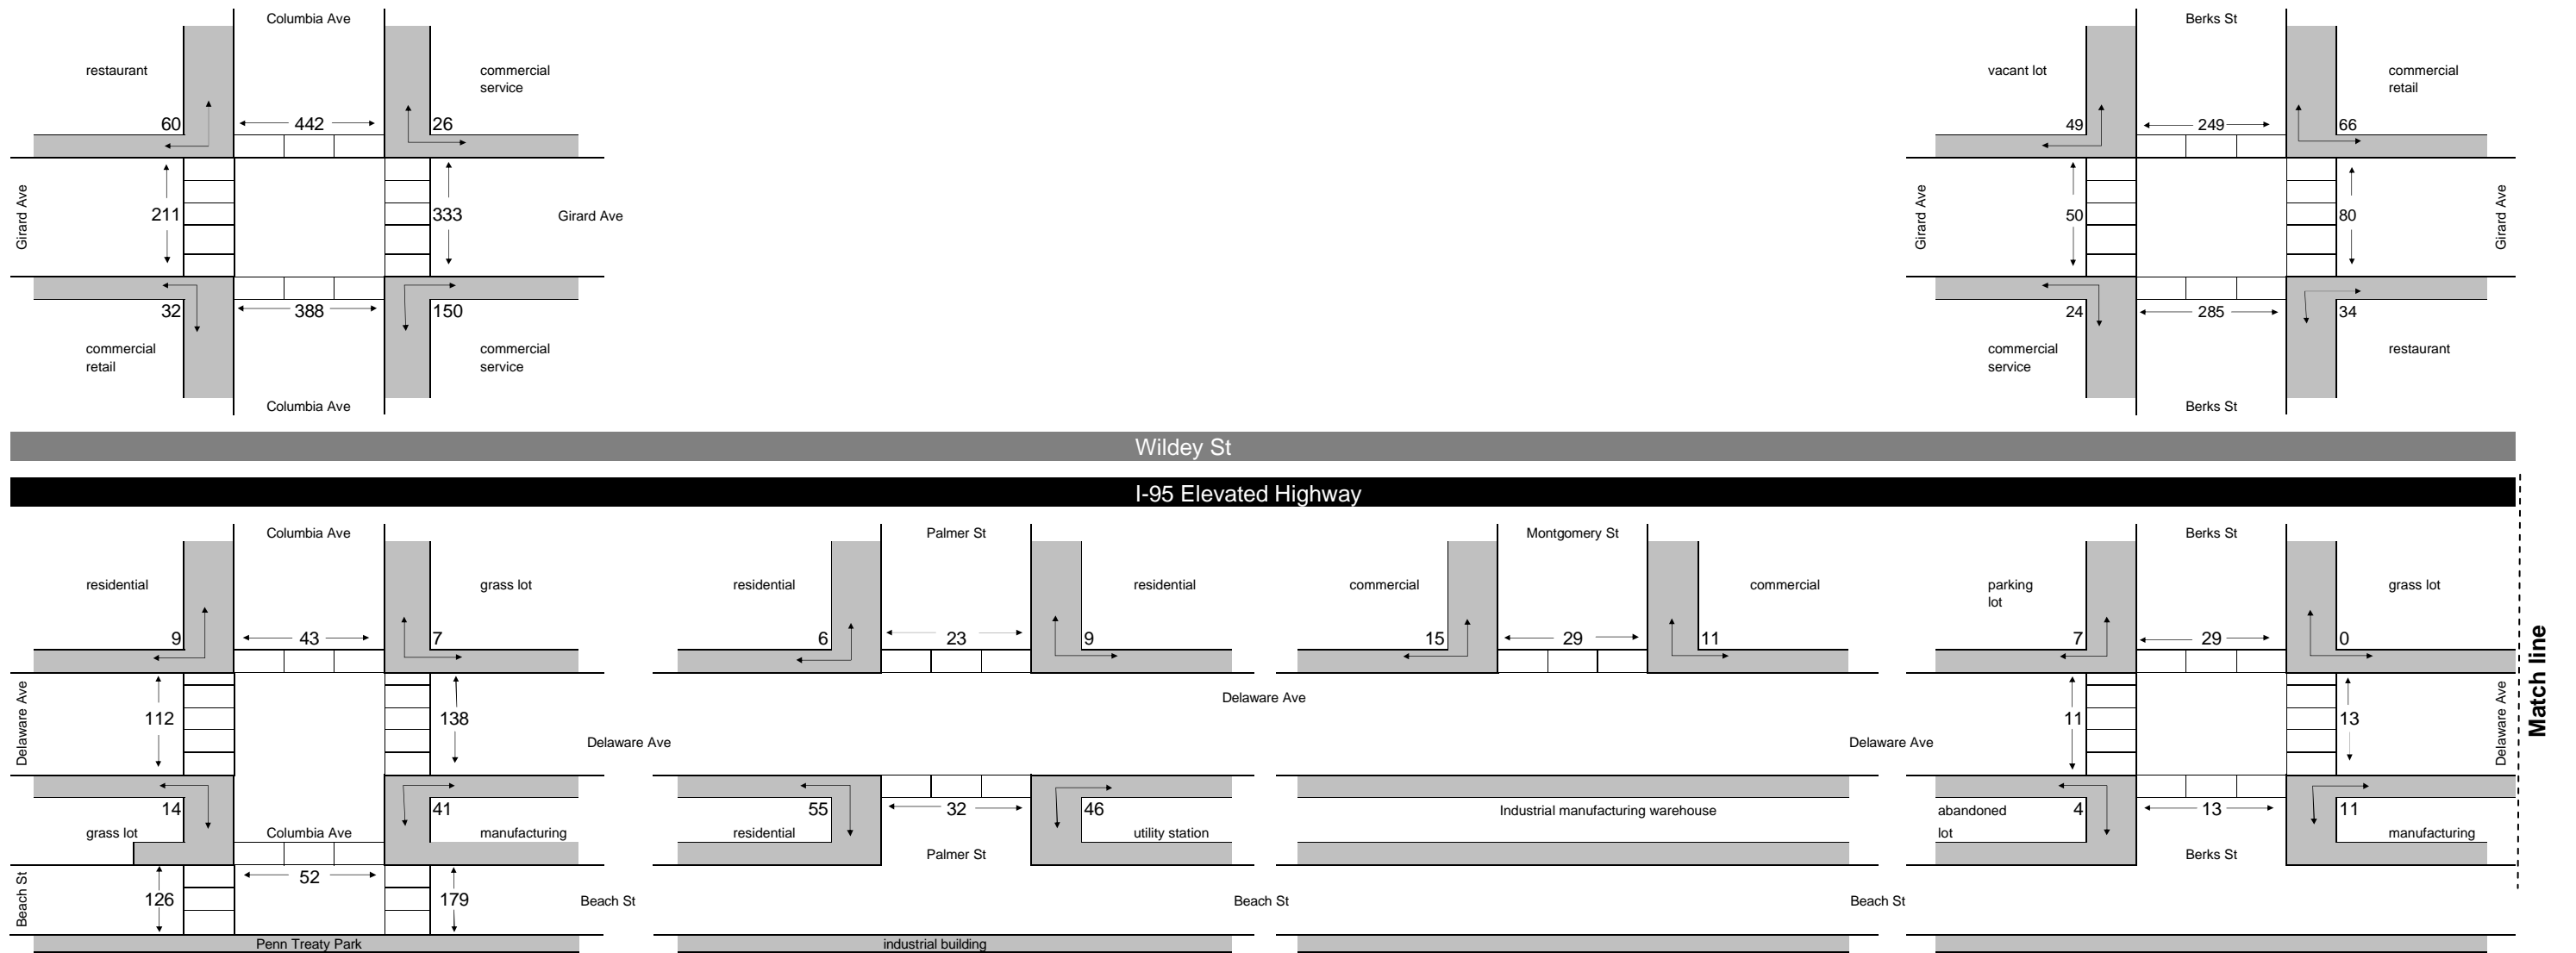 Columbia Ave
Berks St
restaurant
commercial
service
vacant lot
commercial
retail
60
442
26
49
249
66
Girard Ave
211
333
Girard Ave
Girard Ave
50
80
Girard Ave
32
388
150
24
285
34
commercial
retail
commercial
service
commercial
service
restaurant
Columbia Ave
Berks St
Wildey St
I-95 Elevated Highway
Columbia Ave
Palmer St
Montgomery St
Berks St
residential
grass lot
residential
residential
commercial
commercial
parking
lot
grass lot
9
43
7
6
23
9
15
29
11
7
29
0
Match line
Delaware Ave
112
138
Delaware Ave
Delaware Ave
Delaware Ave
11
13
Delaware Ave
14
41
55
32
46
Industrial manufacturing warehouse
abandoned
lot
4
13
11
grass lot
Columbia Ave
manufacturing
residential
utility station
manufacturing
Palmer St
Berks St
52
Beach St
126
179
Beach St
Beach St
Beach St
Penn Treaty Park
industrial building